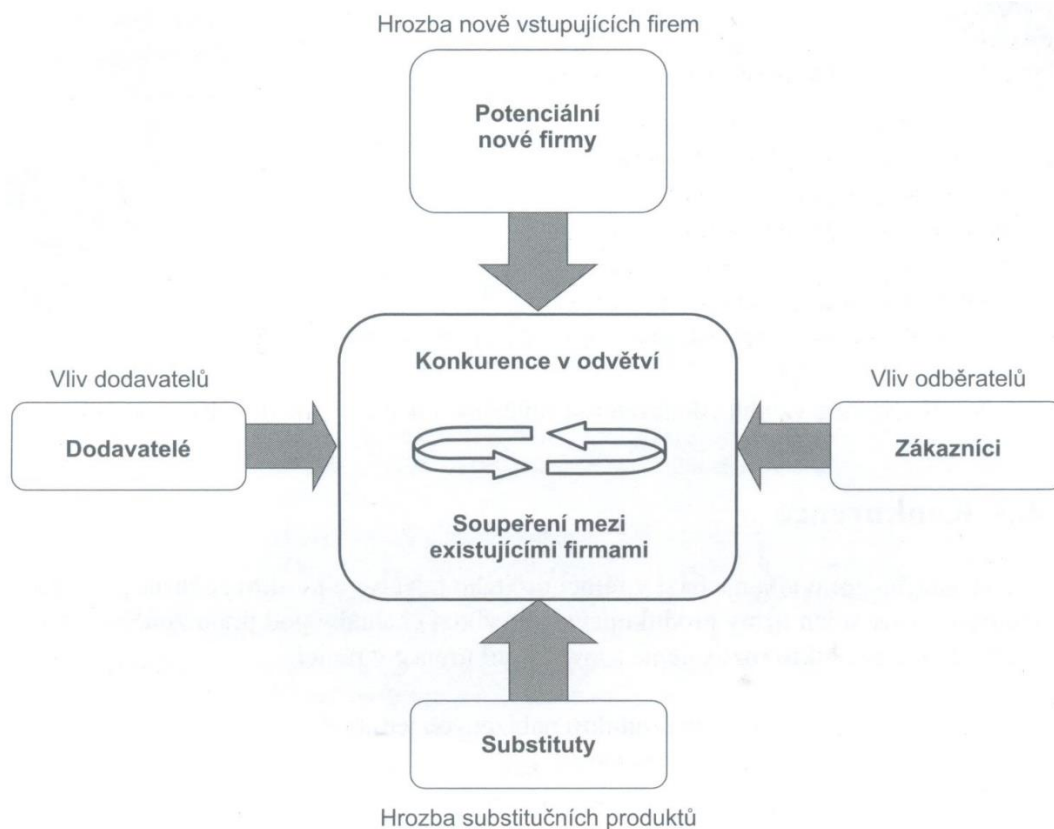 Hrozba nově vstupujících firem
Potenciální
nové firmy
Konkurence v odvětví
Vliv dodavatelů
Vliv odběratelů
Dodavatelé
Zákazníci
Soupeření mezi
existujícími firmami
Substituty
Hrozba substitučních produktů